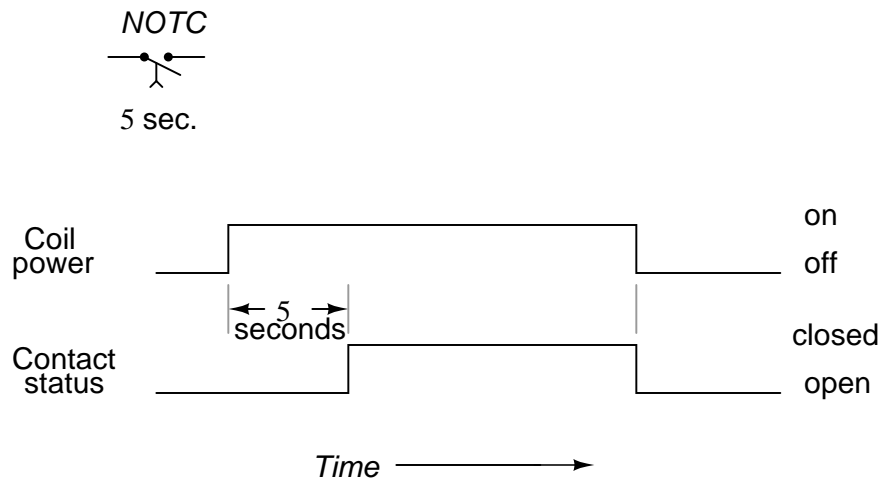 NOTC
5 sec.
on
Coil
power
off
5
seconds
closed
Contact
status
open
Time